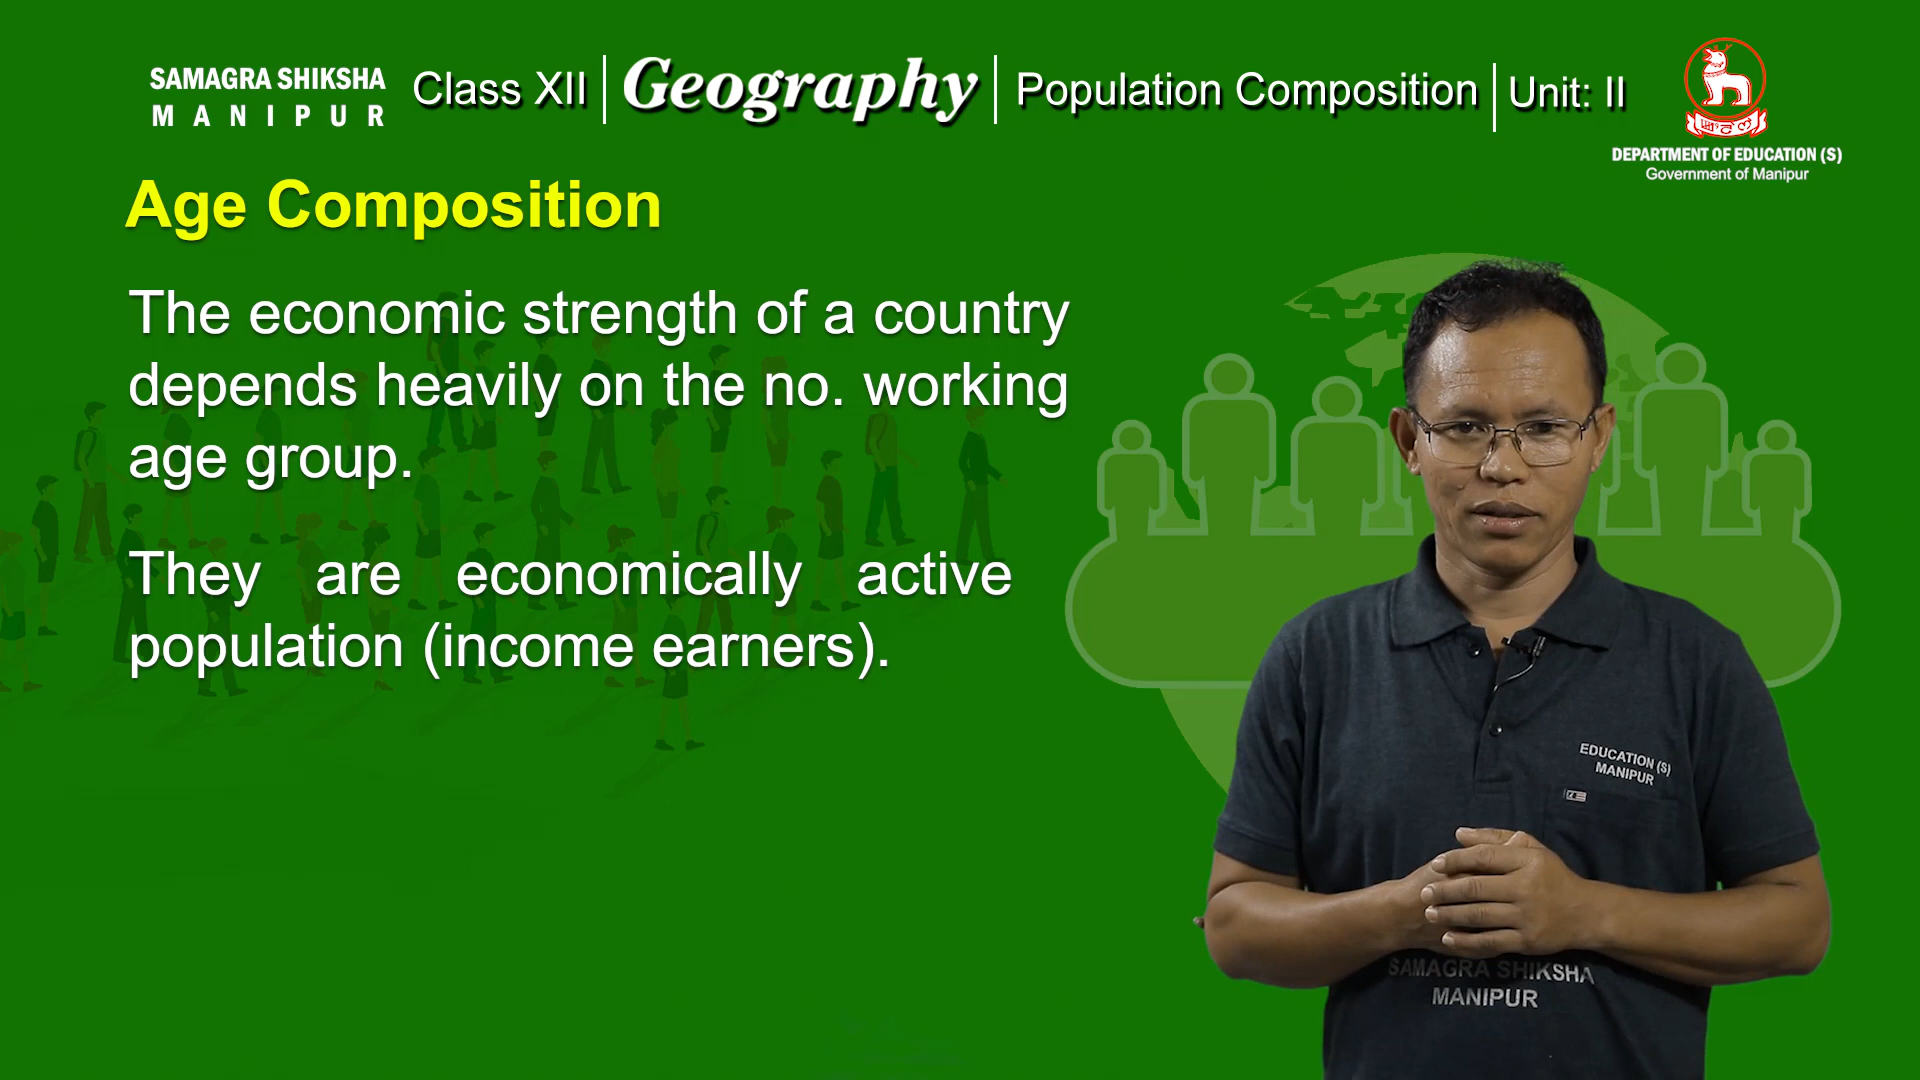 SAMAGRA SHIKSHA
MANIPUR
Class XII
Geography
Population Composition
Unit: II
DEPARTMENT OF EDUCATION (S)
Government of Manipur
Age Composition
The economic strength of a country
depends heavily on the no. working
age group.
They are economically active
population (income earners).
EDUCATION (S)
MANIPUR
SAMAGRA SHIKSHA
MANIPUR